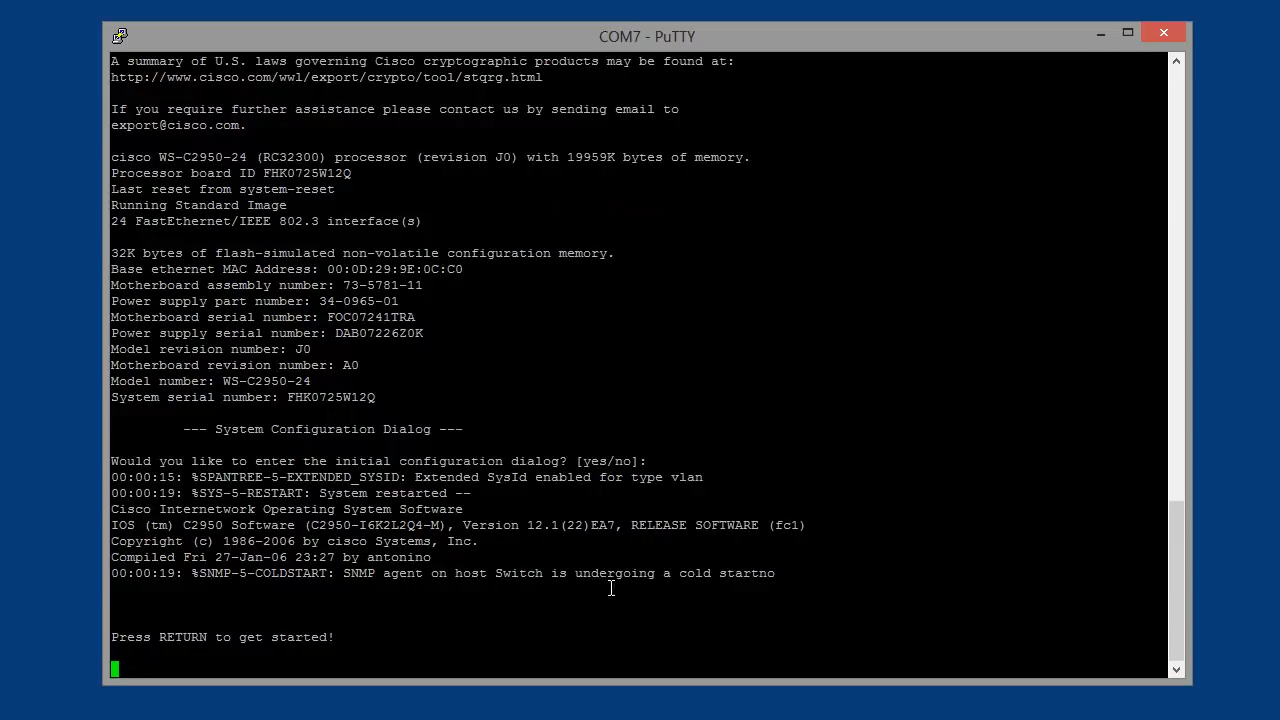 COM7 - PuTTY
A summary of U.S. laws governing Cisco cryptographic products may be found at:
http://www.cisco.com/wwl/export/crypto/tool/stqrg.html
If you require further assistance please contact us by sending email to
export@cisco.com.
cisco WS-C2950-24 (RC32300) processor (revision J0) with 19959K bytes of memory.
Processor board ID FHK0725W12Q
Last reset from system-reset
Running Standard Image
24 FastEthernet/IEEE 802.3 interface(s)
32K bytes of flash-simulated non-volatile configuration memory.
Base ethernet MAC Address: 00:0D:29:9E:0C:C0
Motherboard assembly number: 73-5781-11
Power supply part number: 34-0965-01
Motherboard serial number: FOC07241TRA
Power supply serial number: DAB07226Z0K
Model revision number: J0
Motherboard revision number: A0
Model number: WS-C2950-24
System serial number: FHK0725W12Q
--- System Configuration Dialog ---
Would you like to enter the initial configuration dialog? [yes/no]:
00:00:15: %SPANTREE-5-EXTENDED_SYSID: Extended SysId enabled for type vlan
00:00:19: %SYS-5-RESTART: System restarted --
Cisco Internetwork Operating System Software
IOS (tm) C2950 Software (C2950-I6K2L2Q4-M), Version 12.1(22)EA7, RELEASE SOFTWARE (fc1)
Copyright (c) 1986-2006 by cisco Systems, Inc.
Compiled Fri 27-Jan-06 23:27 by antonino
00:00:19: %SNMP-5-COLDSTART: SNMP agent on host Switch is undergoing a cold startno
Press RETURN to get started!